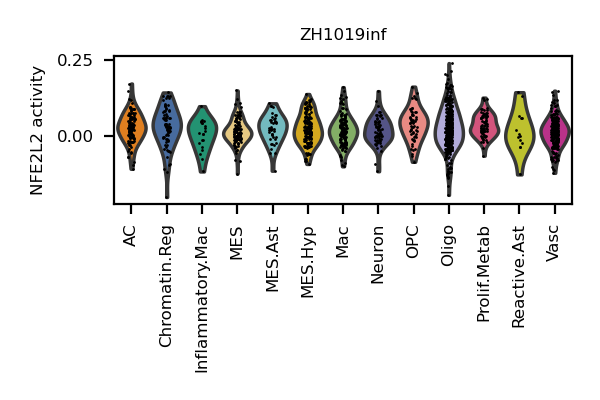 ZH1019inf
NFE2L2 activity
0.25
0.00
AC
Chromatin.Reg
Inflammatory.Mac
MES
MES.Ast
MES.Hyp
Mac
Neuron
OPC
Oligo
Prolif.Metab
Reactive.Ast
Vasc